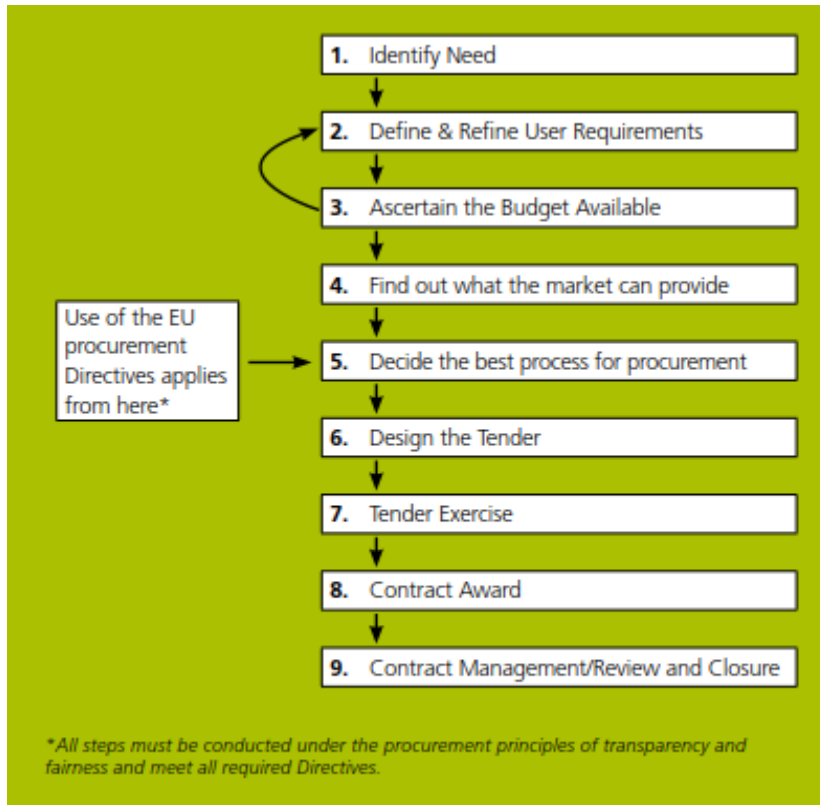 1. Identify Need
2. Define & Refine User Requirements
3. Ascertain the Budget Available
4. Find out what the market can provide
Use of the EU
procurement
Directives applies
from here*
5. Decide the best process for procurement
6. Design the Tender
7. Tender Exercise
8. Contract Award
9. Contract Management/Review and Closure
*All steps must be conducted under the procurement principles of transparency and
fairness and meet all required Directives.